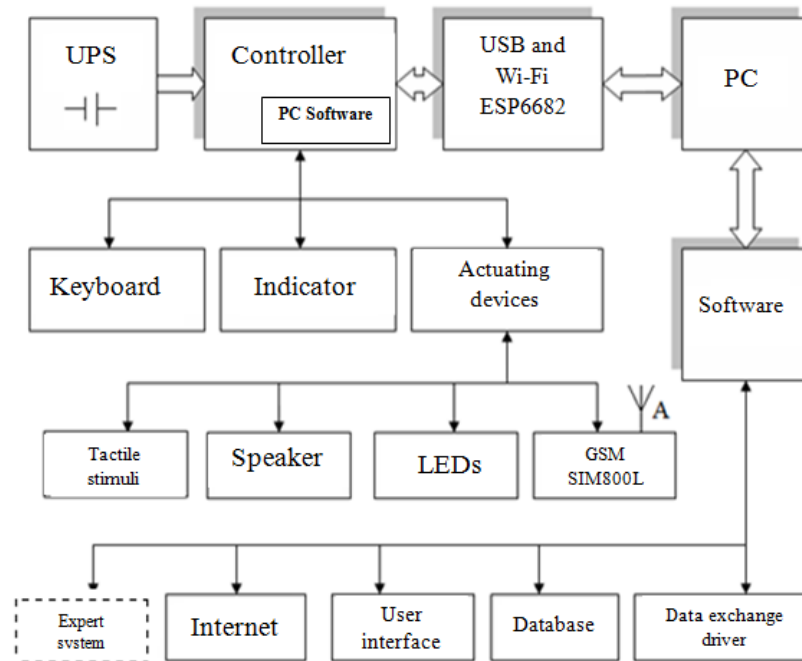 UPS
Controller
PC Software
USB and
Wi-Fi
ESP6682
PC
Keyboard
Indicator
Actuating
devices
Software
Tactile
stimuli
Speaker
LEDs
A
GSM
SIM800L
Expert
system
Internet
User
interface
Database
Data exchange
driver